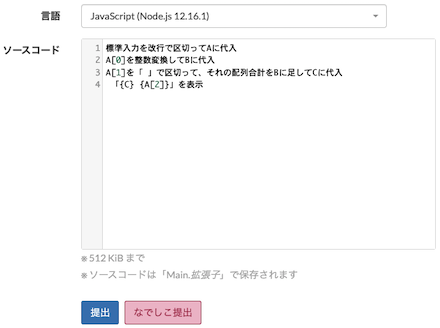 言語
JavaScript (Node.js 12.16.1)
ソースコード
1 標準入力を改行で区切ってAに代入
2 A[0]を整数変換してBに代入
3 A[1]を「 」で区切って、それの配列合計をBに足してCに代入
4 「{C} {A[2]}」を表示
※ 512 KiB まで
※ ソースコードは「Main.拡張子」で保存されます
提出
なでしこ提出